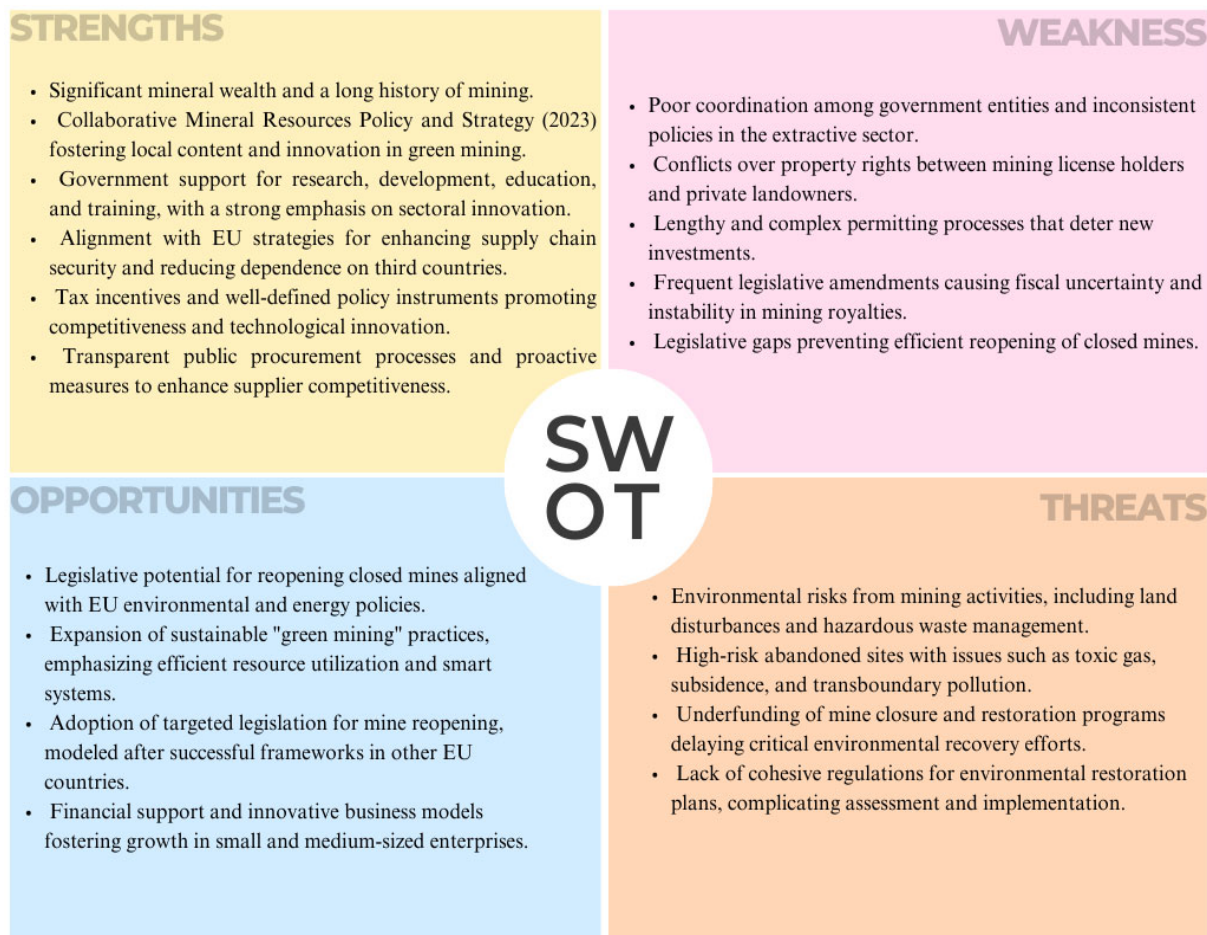 STRENGTHS
• Significant mineral wealth and a long history of mining.
• Collaborative Mineral Resources Policy and Strategy (2023)
fostering local content and innovation in green mining.
• Government support for research, development, education,
and training, with a strong emphasis on sectoral innovation.
• Alignment with EU strategies for enhancing supply chain
security and reducing dependence on third countries.
• Tax incentives and well-defined policy instruments promoting
competitiveness and technological innovation.
• Transparent public procurement processes and proactive
measures to enhance supplier competitiveness.
WEAKNESS
• Poor coordination among government entities and inconsistent
policies in the extractive sector.
• Conflicts over property rights between mining license holders
and private landowners.
• Lengthy and complex permitting processes that deter new
investments.
• Frequent legislative amendments causing fiscal uncertainty and
instability in mining royalties.
• Legislative gaps preventing efficient reopening of closed mines.
SW
OT
OPPORTUNITIES
• Legislative potential for reopening closed mines aligned
with EU environmental and energy policies.
• Expansion of sustainable "green mining" practices,
emphasizing efficient resource utilization and smart
systems.
• Adoption of targeted legislation for mine reopening,
modeled after successful frameworks in other EU
countries.
• Financial support and innovative business models
fostering growth in small and medium-sized enterprises.
THREATS
• Environmental risks from mining activities, including land
disturbances and hazardous waste management.
• High-risk abandoned sites with issues such as toxic gas,
subsidence, and transboundary pollution.
• Underfunding of mine closure and restoration programs
delaying critical environmental recovery efforts.
• Lack of cohesive regulations for environmental restoration
plans, complicating assessment and implementation.